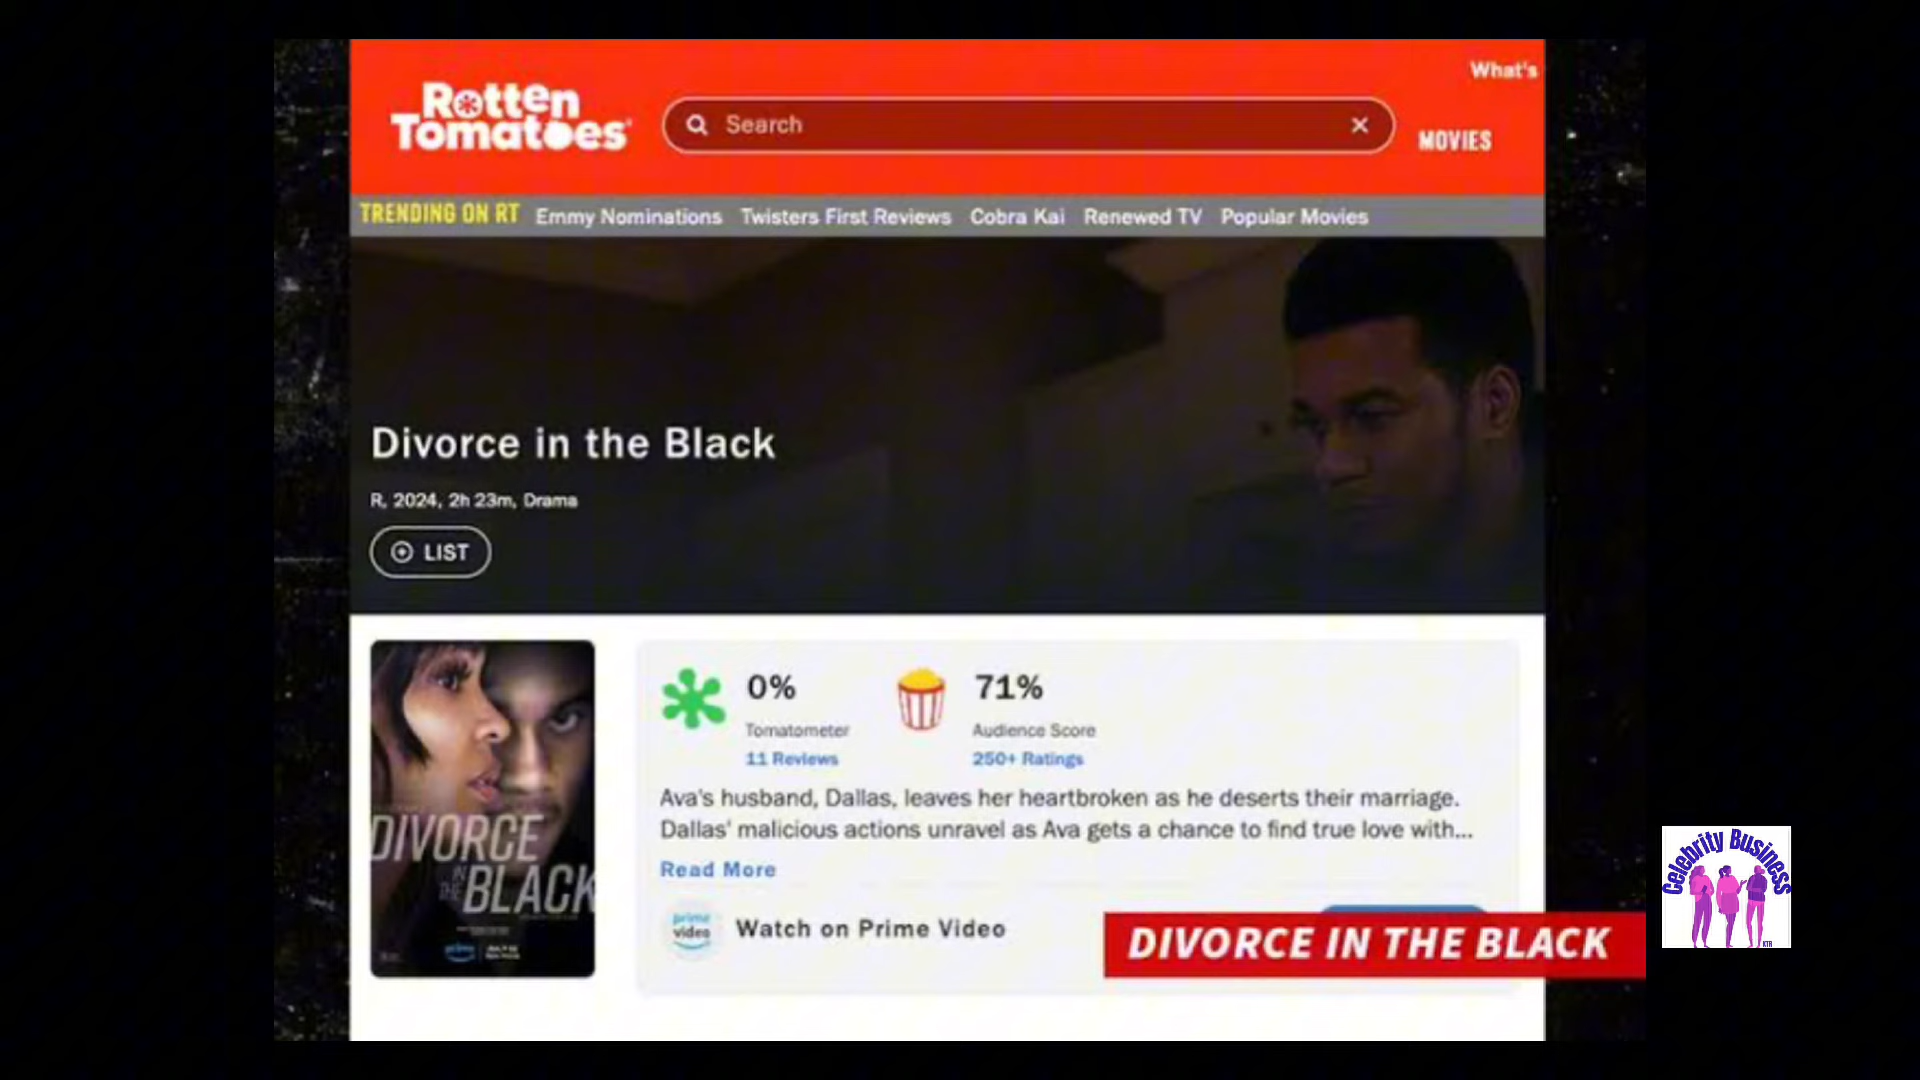 What's
Rotten
Tomatoes
Search
MOVIES
TRENDING ON RT Emmy Nominations Twisters First Reviews Cobra Kai Renewed TV Popular Movies
Divorce in the Black
R, 2024, 2h 23m, Drama
LIST
0%
71%
Tomatometer
Audience Score
11 Reviews
250+ Ratings
Ava's husband, Dallas, leaves her heartbroken as he deserts their marriage.
Dallas' malicious actions unravel as Ava gets a chance to find true love with...
Read More
prime
video
Watch on Prime Video
DIVORCE
IN
THE BLACK
prime
DIVORCE IN THE BLACK
Celebrity Business
KTR